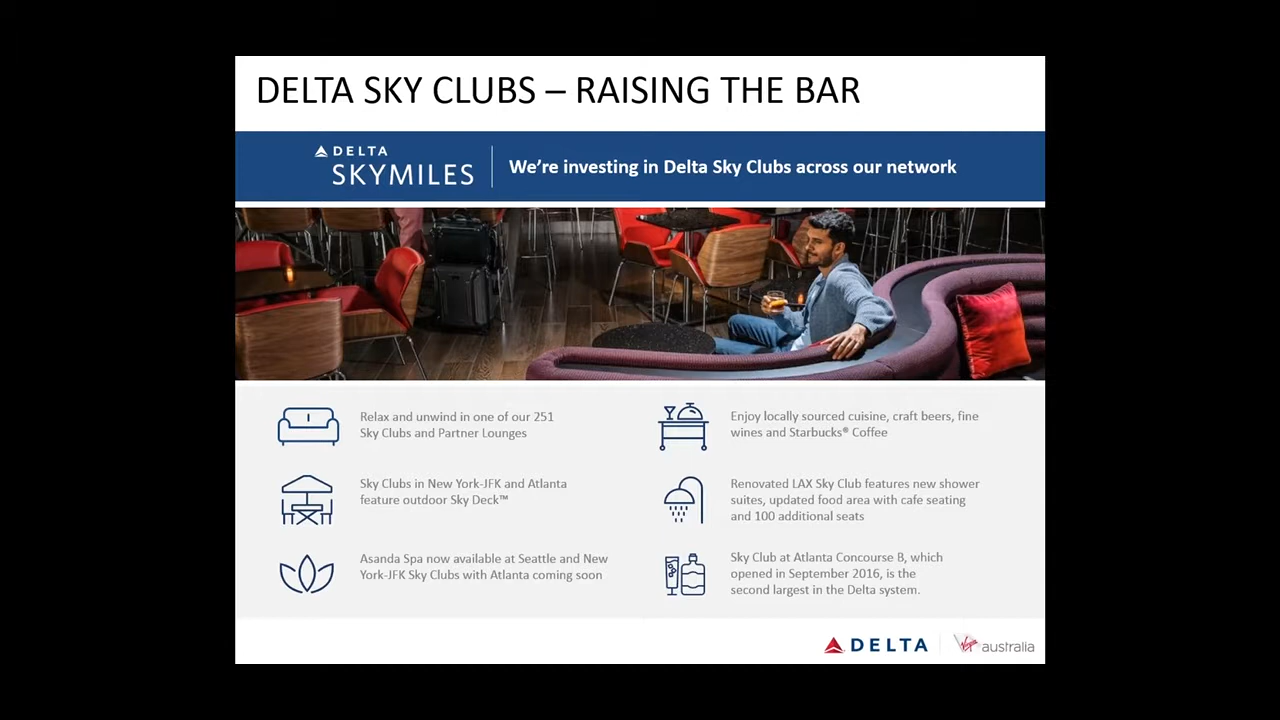 DELTA SKY CLUBS – RAISING THE BAR
DELTA
SKYMILES
We're investing in Delta Sky Clubs across our network
Relax and unwind in one of our 251
Sky Clubs and Partner Lounges
Enjoy locally sourced cuisine, craft beers, fine
wines and Starbucks® Coffee
Sky Clubs in New York-JFK and Atlanta
feature outdoor Sky Deck™
Renovated LAX Sky Club features new shower
suites, updated food area with cafe seating
and 100 additional seats
Asanda Spa now available at Seattle and New
York-JFK Sky Clubs with Atlanta coming soon
Sky Club at Atlanta Concourse B, which
opened in September 2016, is the
second largest in the Delta system.
DELTA
Virgin australia